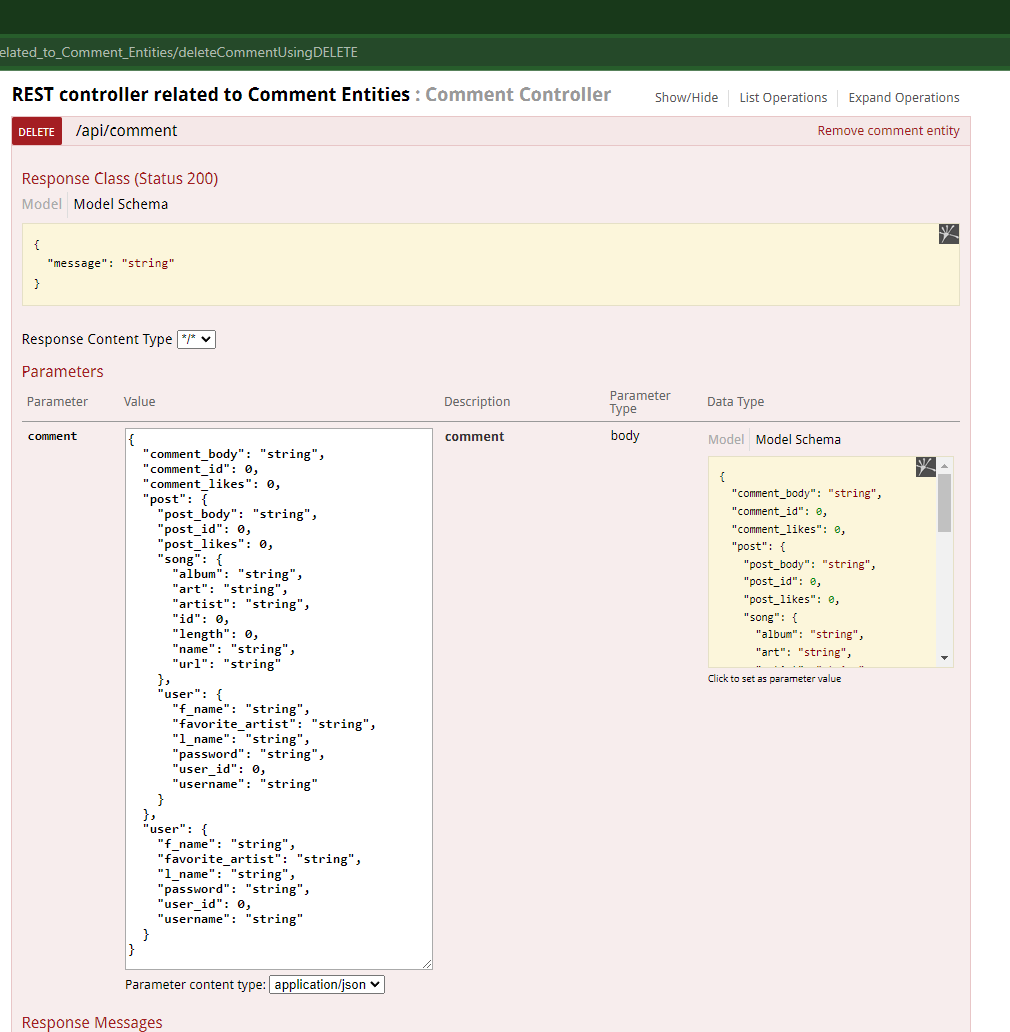 elated_to_Comment_Entities/deleteCommentUsingDELETE
REST controller related to Comment Entities : Comment Controller
Show/Hide
List Operations
Expand Operations
DELETE
/api/comment
Remove comment entity
Response Class (Status 200)
Model
Model Schema
{
"message": "string"
}
Response Content Type */*
Parameters
Parameter
Value
Description
Parameter
Type
Data Type
comment
{
"comment_body": "string",
"comment_id": 0,
"comment_likes": 0,
"post": {
"post_body": "string",
"post_id": 0,
"post_likes": 0,
"song": {
"album": "string",
"art": "string",
"artist": "string",
"id": 0,
"length": 0,
"name": "string",
"url": "string"
},
"user": {
"f_name": "string",
"favorite_artist": "string",
"l_name": "string",
"password": "string",
"user_id": 0,
"username": "string"
}
},
"user": {
"f_name": "string",
"favorite_artist": "string",
"l_name": "string",
"password": "string",
"user_id": 0,
"username": "string"
}
}
Parameter content type: application/json
comment
body
Model
Model Schema
{
"comment_body": "string",
"comment_id": 0,
"comment_likes": 0,
"post": {
"post_body": "string",
"post_id": 0,
"post_likes": 0,
"song": {
"album": "string",
"art": "string",
Click to set as parameter value
Response Messages